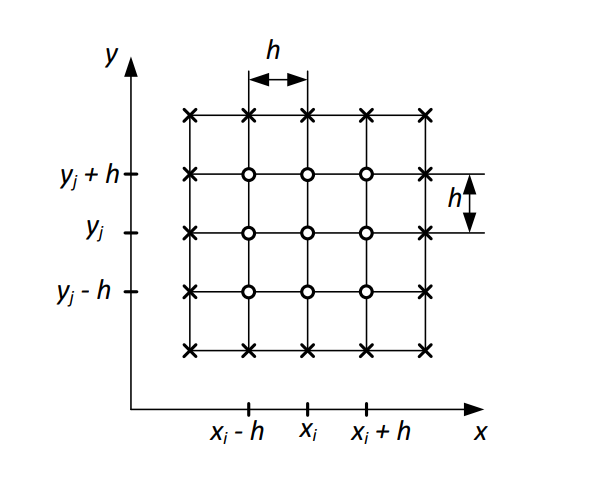 h
y
y_j + h
h
y_j
y_j - h
x_i - h
x_i
x_i + h
x